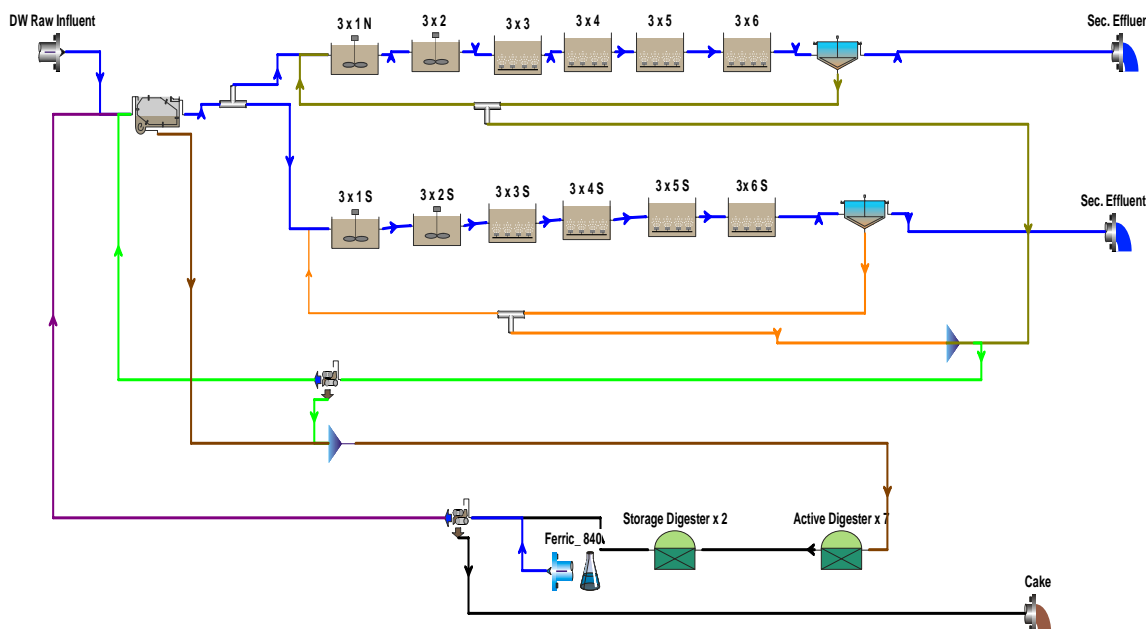 DW Raw Influent
3 x 1 N
3 x 2
3 x 3
3 x 4
3 x 5
3 x 6
Sec. Effluer
3 x 1 S
3 x 2 S
3 x 3 S
3 x 4 S
3 x 5 S
3 x 6 S
Sec. Effluent
Storage Digester x 2
Active Digester x 7
Ferric_ 840
Cake